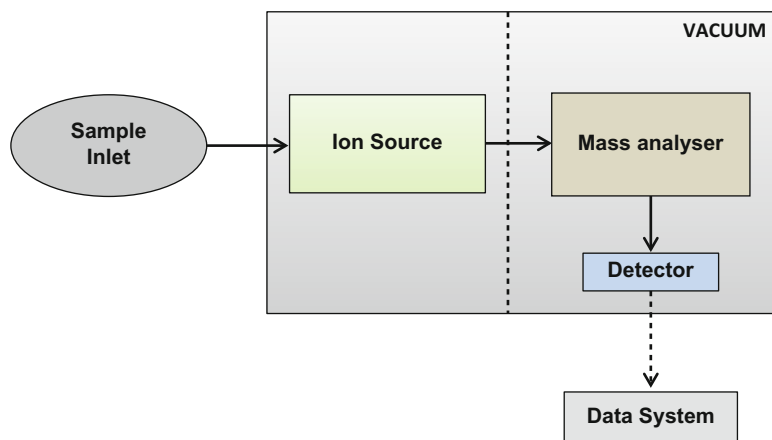 VACUUM
Sample
Inlet
Ion Source
Mass analyser
Detector
Data System